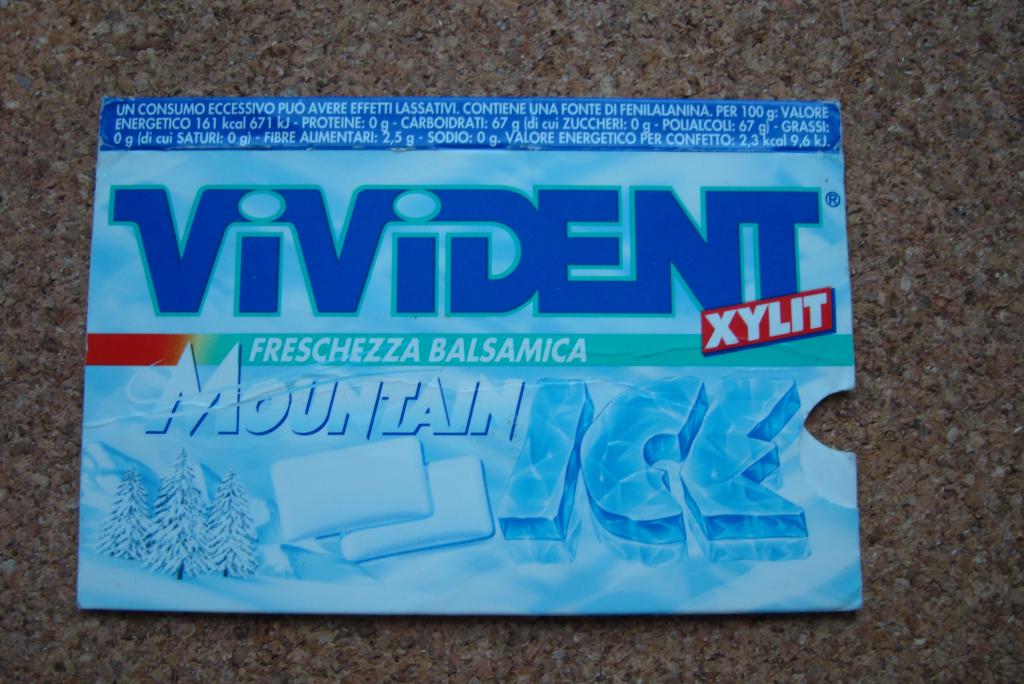 UN CONSUMO ECCESSIVO PUÓ AVERE EFFETTI LASSATIVI. CONTIENE UNA FONTE DI FENILALANINA. PER 100 g: VALORE
ENERGETICO 161 kcal 671 kJ - PROTEINE: 0 g - CARBOIDRATI: 67 g (di cui ZUCCHERI: 0 g - POLIALCOLI: 67 g) - GRASSI:
0 g (di cui SATURI: 0 g) - FIBRE ALIMENTARI: 2,5 g - SODIO: 0 g. VALORE ENERGETICO PER CONFETTO: 2,3 kcal 9,6 kJ.
ViViDENT®
XYLIT
FRESCHEZZA BALSAMICA
MOUNTAIN ICE